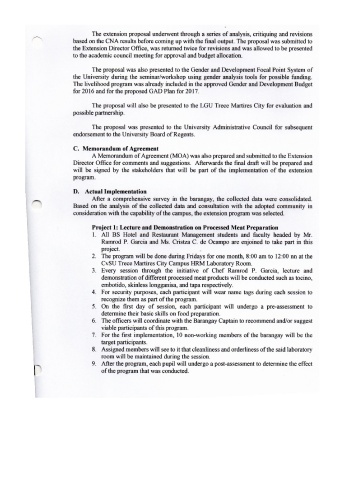 The extension proposal underwent through a series of analysis, critiquing and revisions
based on the CNA results before coming up with the final output. The proposal was submitted to
the Extension Director Office, was returned twice for revisions and was allowed to be presented
to the academic council meeting for approval and budget allocation.
The proposal was also presented to the Gender and Development Focal Point System of
the University during the seminar/workshop using gender analysis tools for possible funding.
The livelihood program was already included in the approved Gender and Development Budget
for 2016 and for the proposed GAD Plan for 2017.
The proposal will also be presented to the LGU Trece Martires City for evaluation and
possible partnership.
The proposal was presented to the University Administrative Council for subsequent
endorsement to the University Board of Regents.
C. Memorandum of Agreement
A Memorandum of Agreement (MOA) was also prepared and submitted to the Extension
Director Office for comments and suggestions. Afterwards the final draft will be prepared and
will be signed by the stakeholders that will be part of the implementation of the extension
program.
D. Actual Implementation
After a comprehensive survey in the barangay, the collected data were consolidated.
Based on the analysis of the collected data and consultation with the adopted community in
consideration with the capability of the campus, the extension program was selected.
Project 1: Lecture and Demonstration on Processed Meat Preparation
1. All BS Hotel and Restaurant Management students and faculty headed by Mr.
Ramrod P. Garcia and Ms. Cristza C. de Ocampo are enjoined to take part in this
project.
2. The program will be done during Fridays for one month, 8:00 am to 12:00 nn at the
CvSU Trece Martires City Campus HRM Laboratory Room.
3. Every session through the initiative of Chef Ramrod P. Garcia, lecture and
demonstration of different processed meat products will be conducted such as tocino,
embotido, skinless longganisa, and tapa respectively.
4. For security purposes, each participant will wear name tags during each session to
recognize them as part of the program.
5. On the first day of session, each participant will undergo a pre-assessment to
determine their basic skills on food preparation.
6. The officers will coordinate with the Barangay Captain to recommend and/or suggest
viable participants of this program.
7. For the first implementation, 10 non-working members of the barangay will be the
target participants.
8. Assigned members will see to it that cleanliness and orderliness of the said laboratory
room will be maintained during the session.
9. After the program, each pupil will undergo a post-assessment to determine the effect
of the program that was conducted.